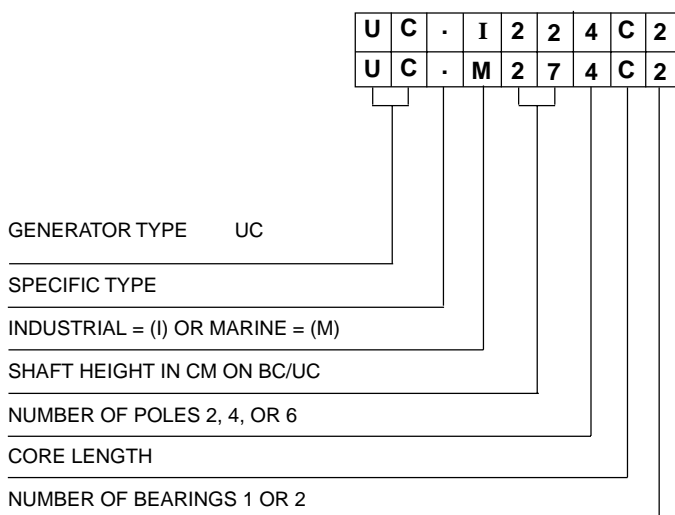 U C . I 2 2 4 C 2
U C . M 2 7 4 C 2
GENERATOR TYPE UC
SPECIFIC TYPE
INDUSTRIAL = (I) OR MARINE = (M)
SHAFT HEIGHT IN CM ON BC/UC
NUMBER OF POLES 2, 4, OR 6
CORE LENGTH
NUMBER OF BEARINGS 1 OR 2